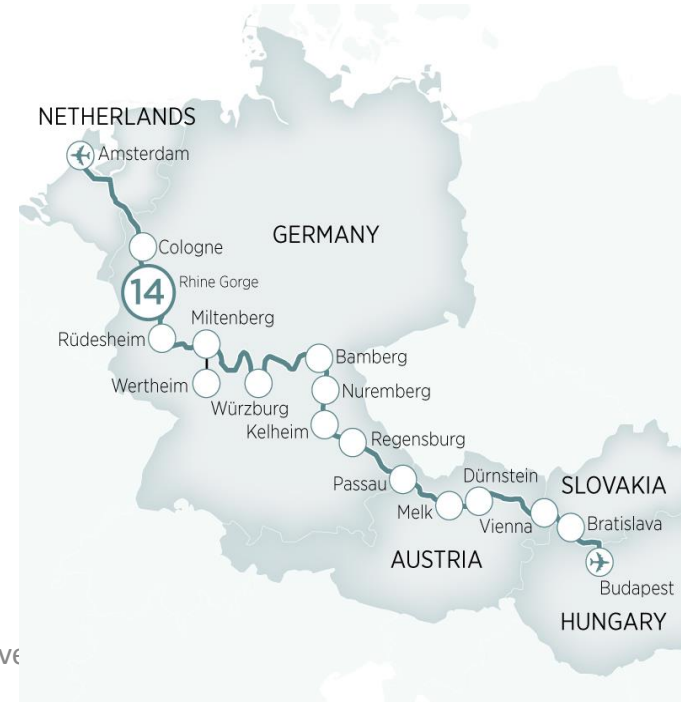 NETHERLANDS
Amsterdam
Cologne
GERMANY
14
Rhine Gorge
Miltenberg
Rüdesheim
Bamberg
Wertheim
Nuremberg
Würzburg
Kelheim
Regensburg
Dürnstein
Passau
SLOVAKIA
Melk
Vienna
Bratislava
AUSTRIA
Budapest
HUNGARY